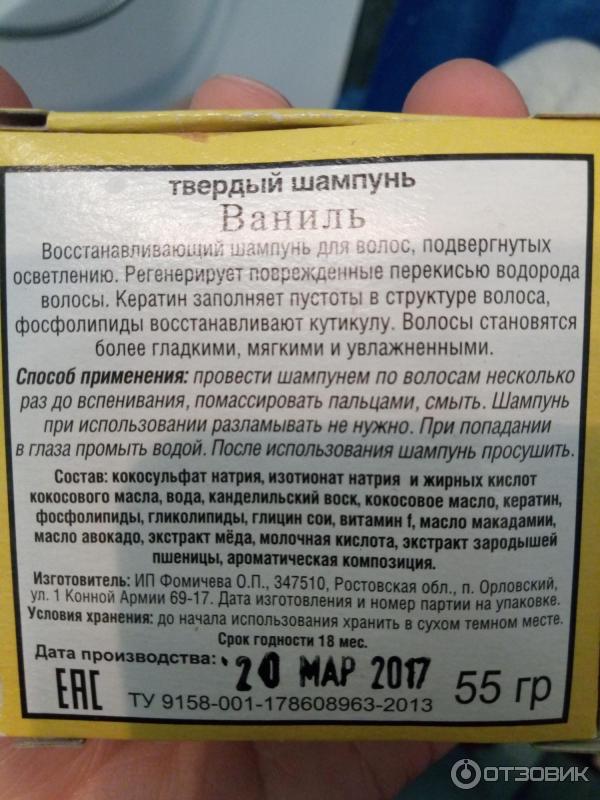 твердый шампунь
Ваниль
Восстанавливающий шампунь для волос, подвергнутых
осветлению. Регенерирует поврежденные перекисью водорода
волосы. Кератин заполняет пустоты в структуре волоса,
фосфолипиды восстанавливают кутикулу. Волосы становятся
более гладкими, мягкими и увлажненными.
Способ применения: провести шампунем по волосам несколько
раз до вспенивания, помассировать пальцами, смыть. Шампунь
при использовании разламывать не нужно. При попадании
в глаза промыть водой. После использования шампунь просушить.
Состав: кокосульфат натрия, изотионат натрия и жирных кислот
кокосового масла, вода, канделильский воск, кокосовое масло, кератин,
фосфолипиды, гликолипиды, глицин сои, витамин f, масло макадамии,
масло авокадо, экстракт мёда, молочная кислота, экстракт зародышей
пшеницы, ароматическая композиция.
Изготовитель: ИП Фомичева О.П., 347510, Ростовская обл., п. Орловский,
ул. 1 Конной Армии 69-17. Дата изготовления и номер партии на упаковке.
Условия хранения: до начала использования хранить в сухом темном месте.
Срок годности 18 мес.
Дата производства: 20 МАР 2017
EAC ТУ 9158-001-178608963-2013 55 гр
ОТЗОВИК